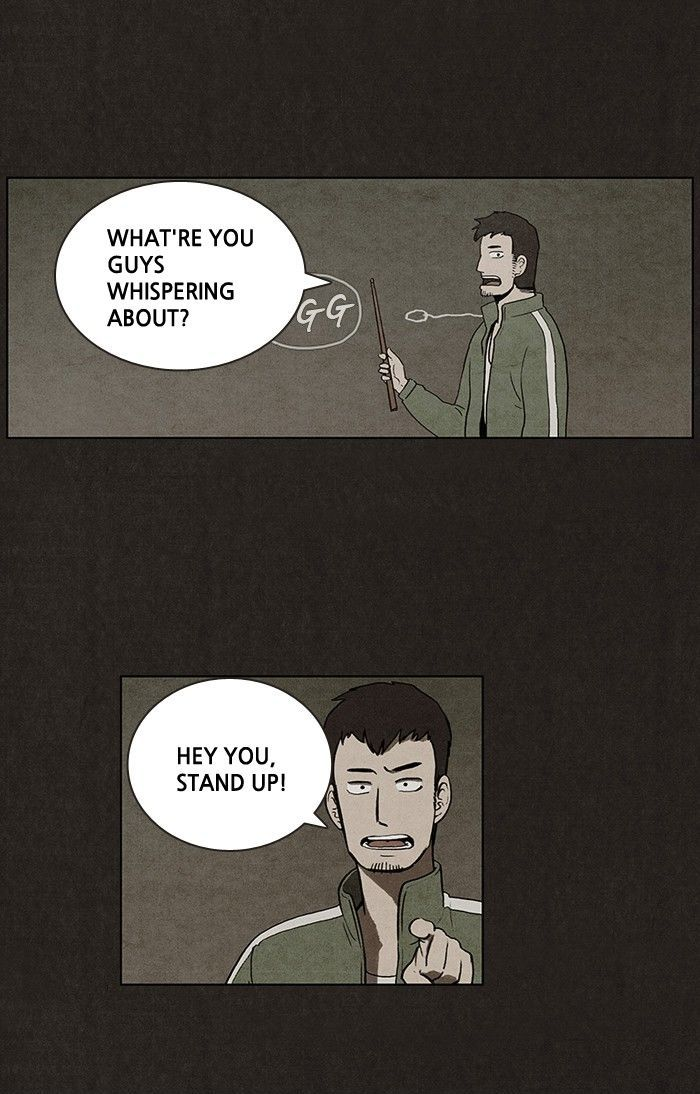 WHAT'RE YOU
GUYS
WHISPERING
ABOUT?
GG
HEY YOU,
STAND UP!